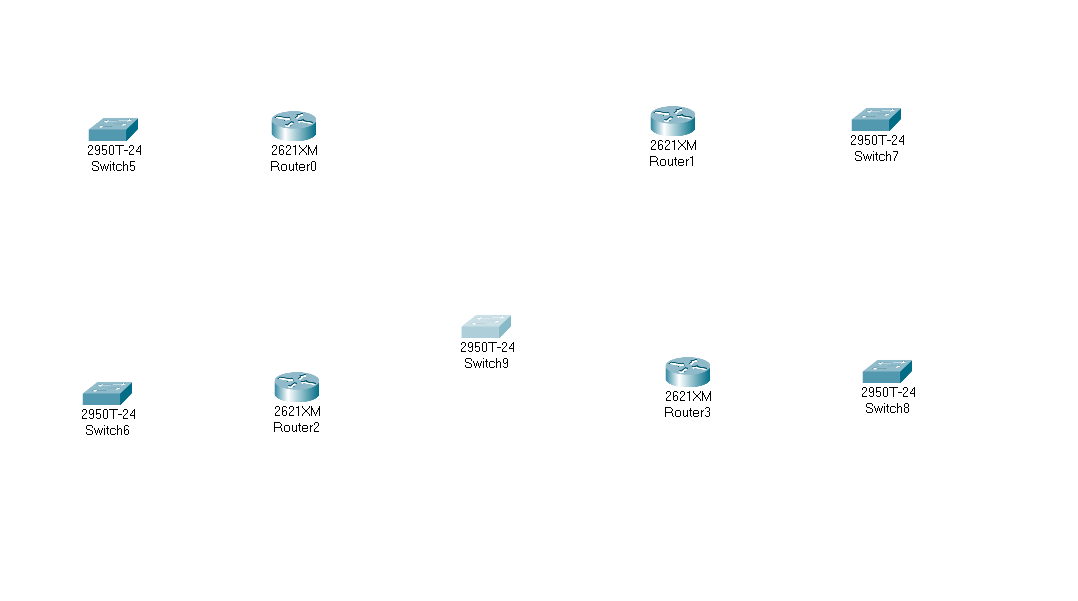 2950T-24
Switch5
2621XM
Router0
2621XM
Router1
2950T-24
Switch7
2950T-24
Switch9
2950T-24
Switch6
2621XM
Router2
2621XM
Router3
2950T-24
Switch8